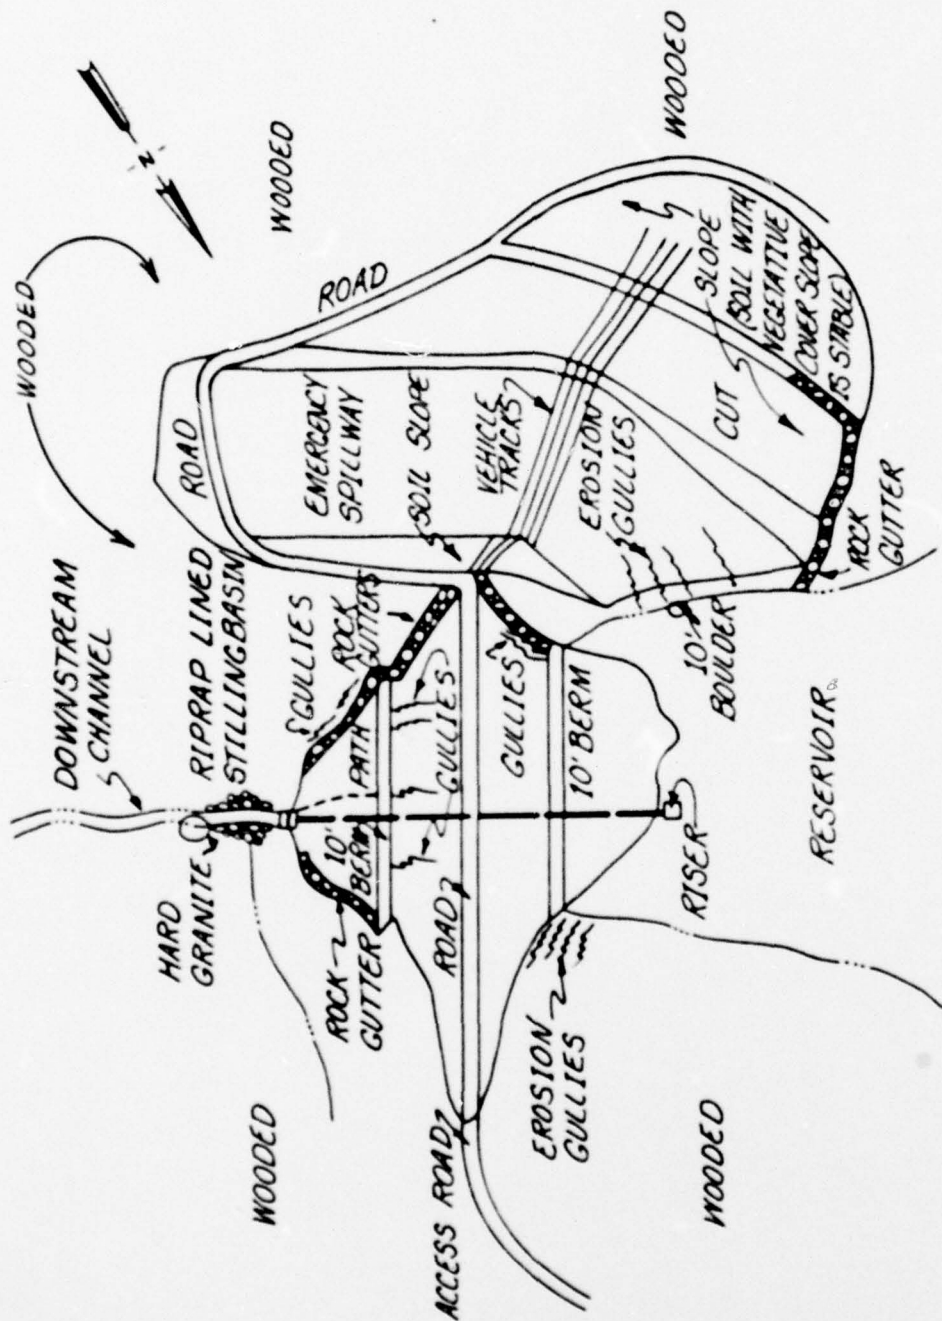 WOODED
DOWNSTREAM
CHANNEL
HARD
GRANITE
RIPRAP LINED
STILLINGBASIN
ROAD
N
WOODED
WOODED
ROCK
GUTTER
10'
BERM
PATH
GULLIES
ROCK
GUTTERS
EMERGENCY
SPILLWAY
ROAD
ACCESS ROAD
ROAD
GULLIES
SOIL SLOPE
VEHICLE
TRACKS
GULLIES
EROSION
GULLIES
10' BERM
EROSION
GULLIES
WOODED
RISER
10'
BOULDER
CUT
SLOPE
(SOIL WITH
NEGETATIVE
COVER SLOPE
IS STABLE)
WOODED
WOODED
RESERVOIR
ROCK
GUTTER